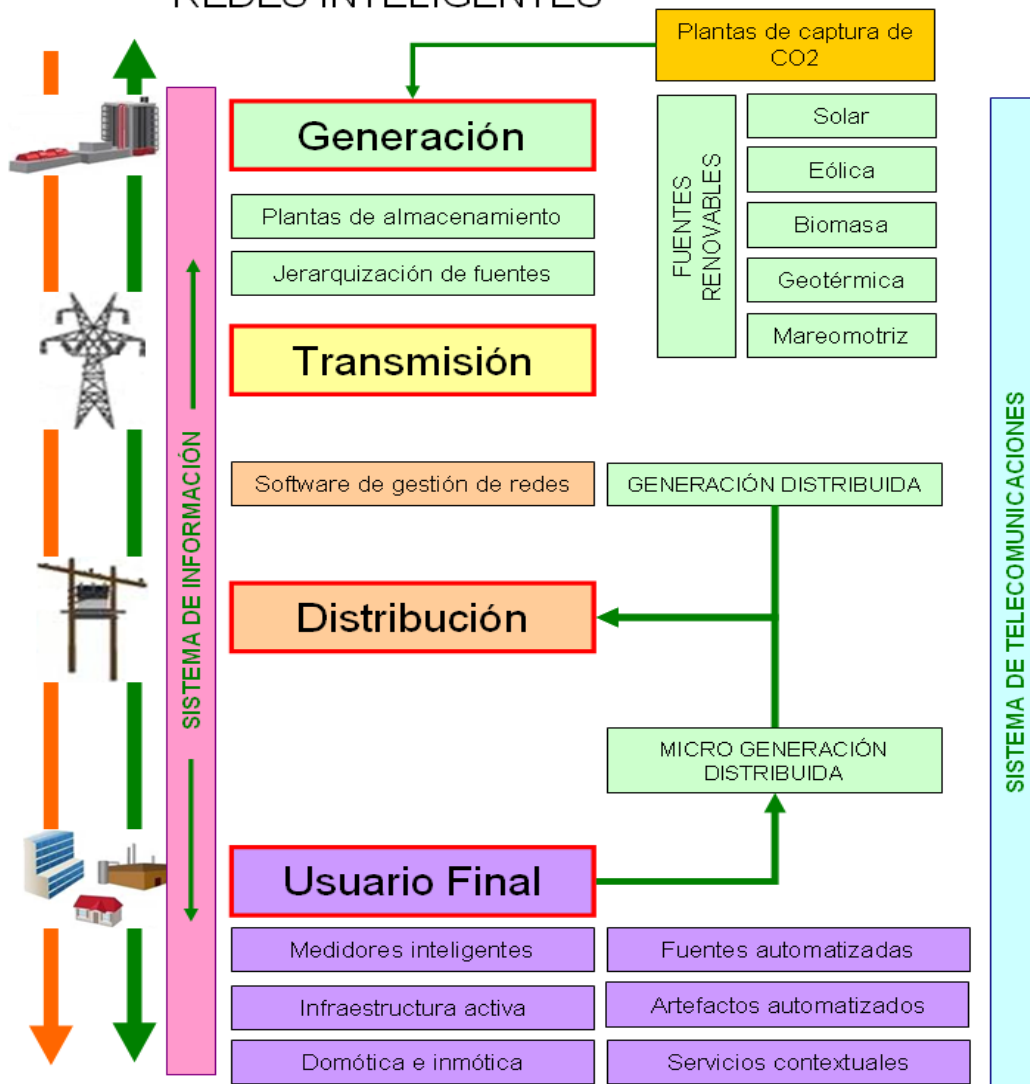 REDES INTELIGENTES
Plantas de captura de
CO2
Generación
Plantas de almacenamiento
Jerarquización de fuentes
FUENTES
RENOVABLES
Solar
Eólica
Biomasa
Geotérmica
Mareomotriz
Transmisión
SISTEMA DE INFORMACIÓN
SISTEMA DE TELECOMUNICACIONES
Software de gestión de redes
GENERACIÓN DISTRIBUIDA
Distribución
MICRO GENERACIÓN
DISTRIBUIDA
Usuario Final
Medidores inteligentes
Fuentes automatizadas
Infraestructura activa
Artefactos automatizados
Domótica e inmótica
Servicios contextuales